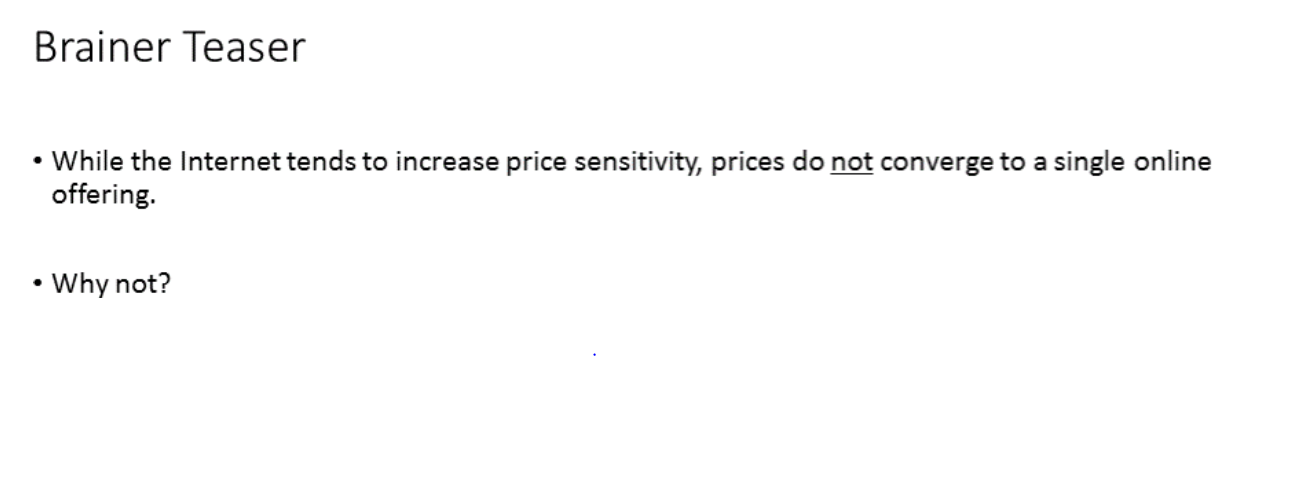 Brainer Teaser
• While the Internet tends to increase price sensitivity, prices do not converge to a single online
offering.
• Why not?